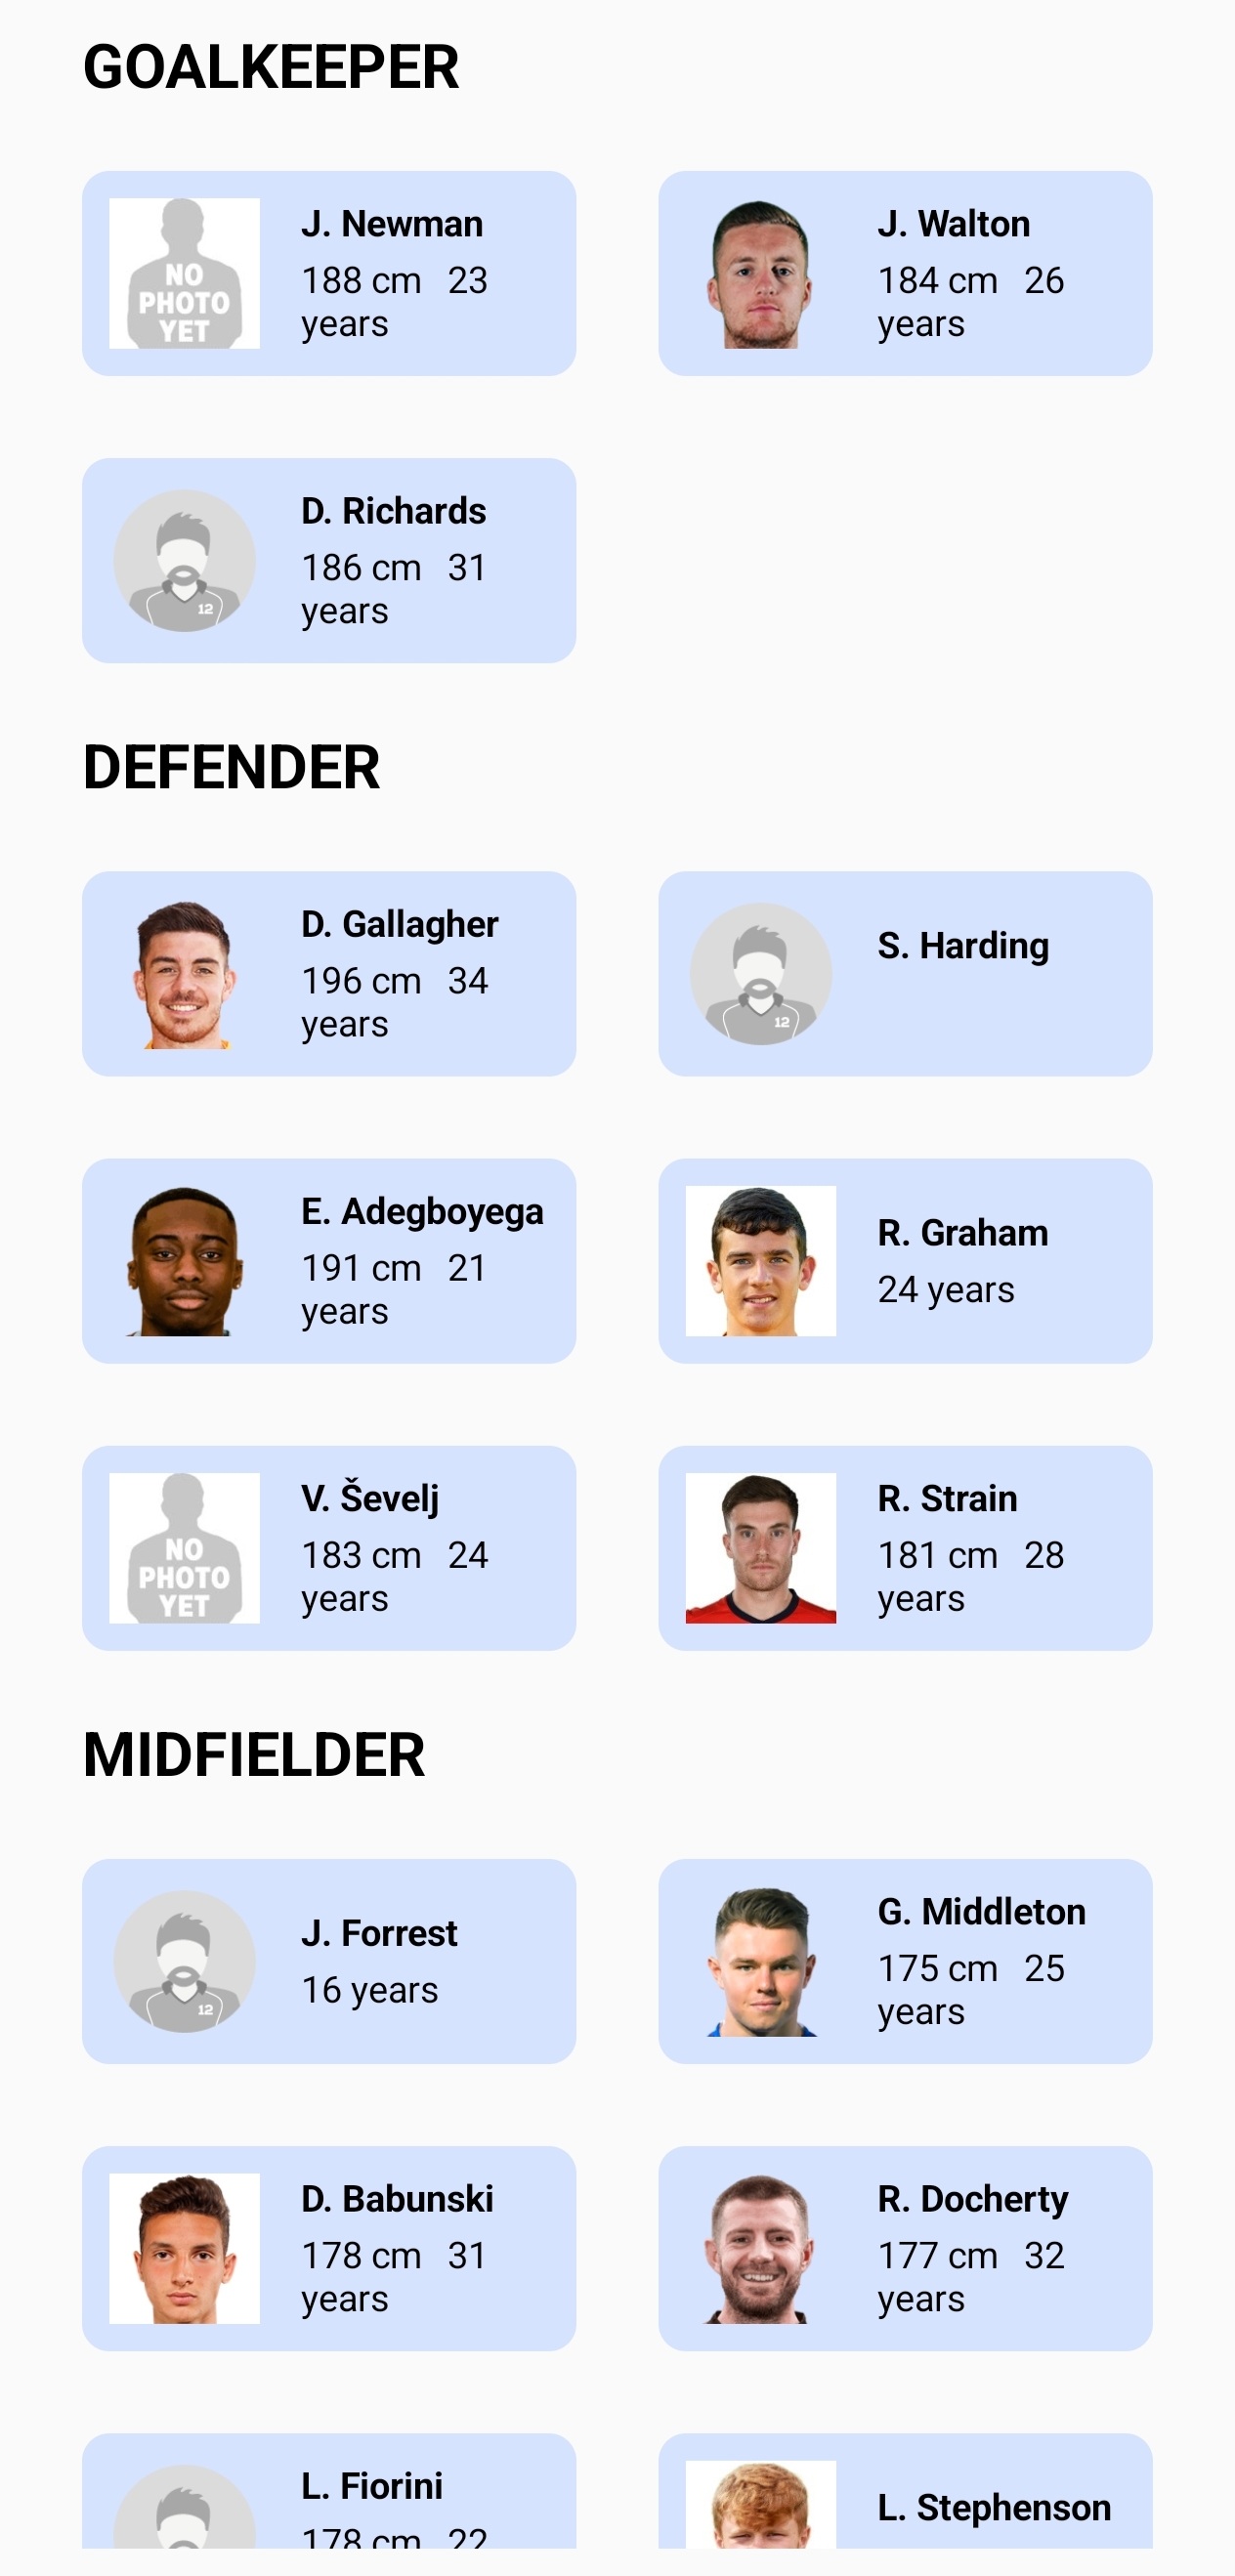 GOALKEEPER
NO
PHOTO
YET
J. Newman
188 cm 23
years
J. Walton
184 cm 26
years
12
D. Richards
186 cm 31
years
DEFENDER
D. Gallagher
196 cm 34
years
12
S. Harding
E. Adegboyega
191 cm 21
years
R. Graham
24 years
NO
PHOTO
YET
V. Ševelj
183 cm 24
years
R. Strain
181 cm 28
years
MIDFIELDER
12
J. Forrest
16 years
G. Middleton
175 cm 25
years
D. Babunski
178 cm 31
years
R. Docherty
177 cm 32
years
L. Fiorini
178 cm 22
L. Stephenson